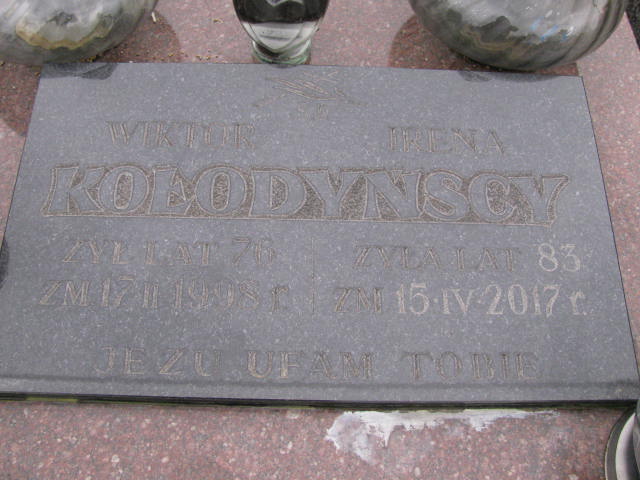 WIKTOR IRENA
KOŁODYŃSCY
ŻYŁ LAT 76 ŻYŁA LAT 83
ZM 17 II 1998 r. ZM 15·IV·2017 r.
JEZU UFAM TOBIE